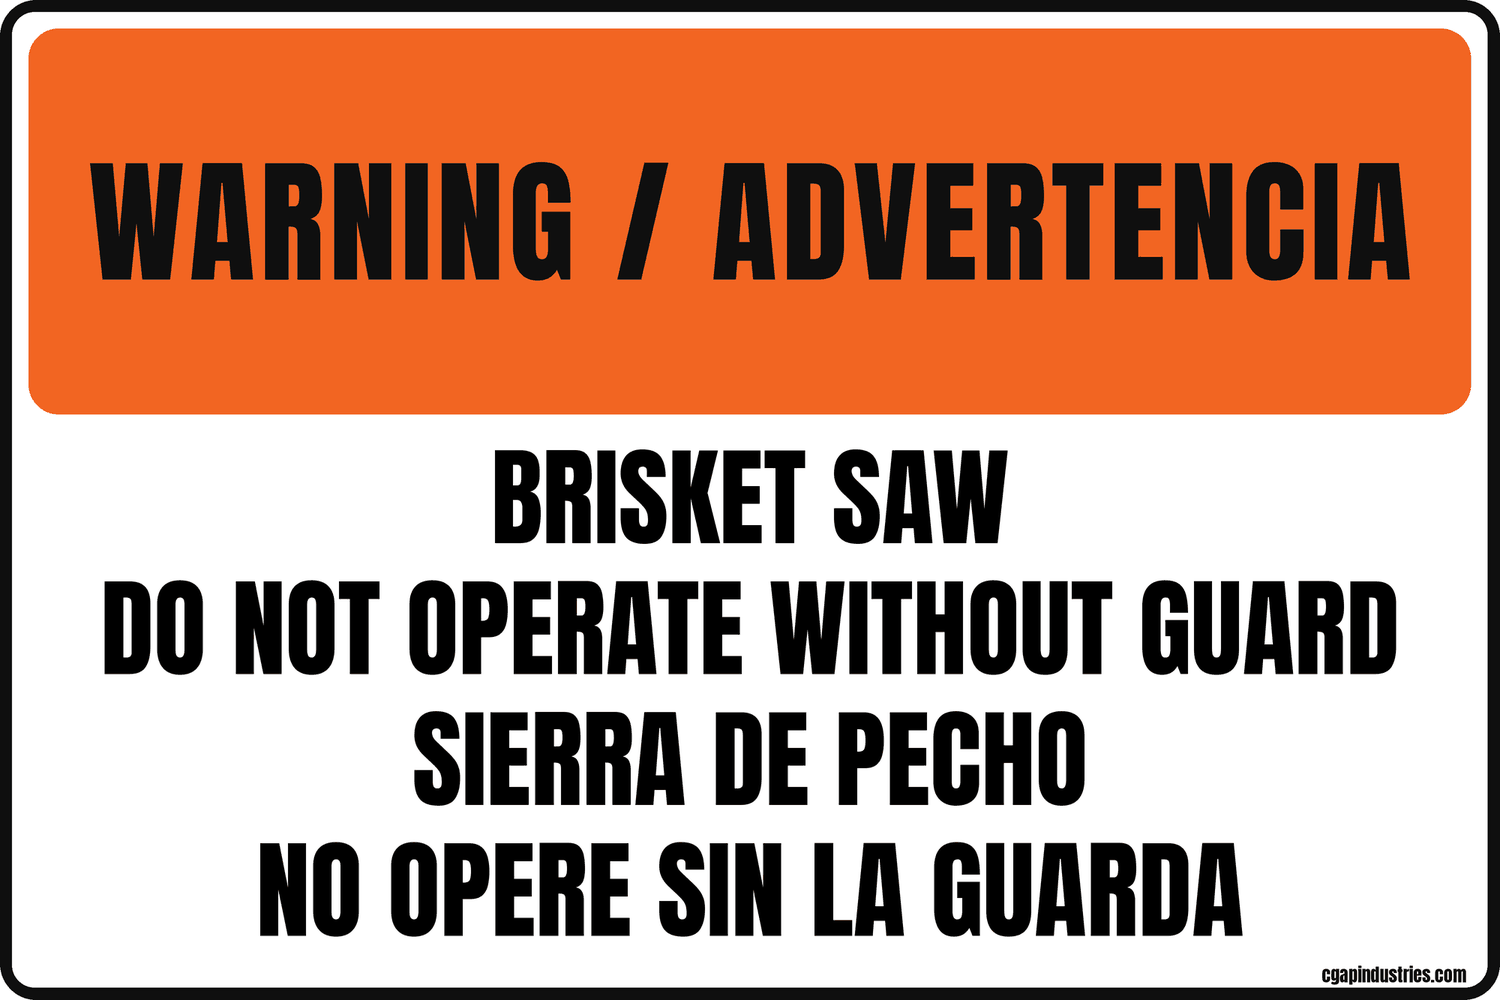 WARNING / ADVERTENCIA
BRISKET SAW
DO NOT OPERATE WITHOUT GUARD
SIERRA DE PECHO
NO OPERE SIN LA GUARDA
cgapindustries.com